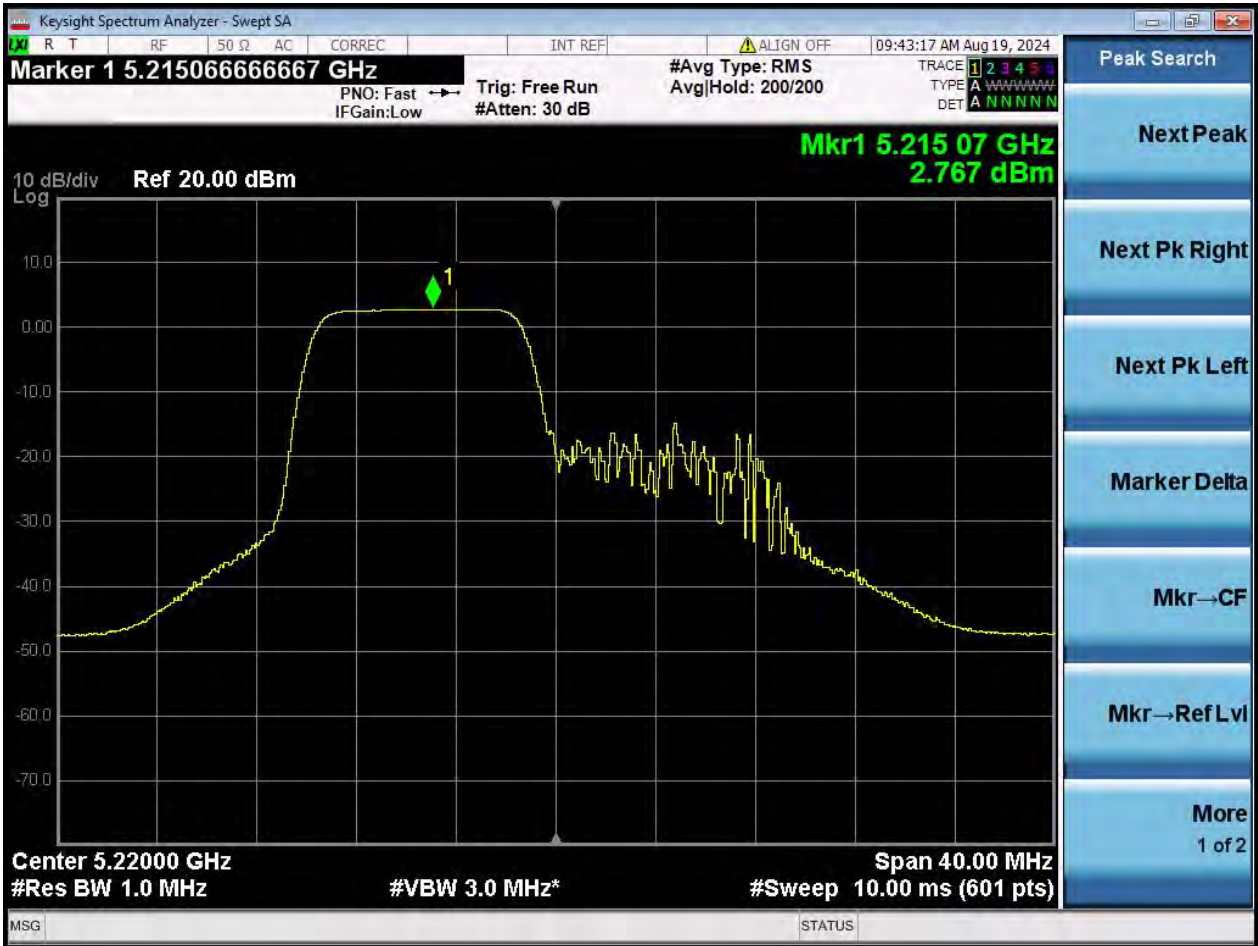 Keysight Spectrum Analyzer - Swept SA
LXI R T RF 50 Ω AC CORREC INT REF ALIGN OFF 09:43:17 AM Aug 19, 2024
Marker 1 5.215066666667 GHz
PNO: Fast
IFGain:Low
Trig: Free Run
#Atten: 30 dB
#Avg Type: RMS
Avg|Hold: 200/200
TRACE 1 2 3 4 5 6
TYPE A WWWWW
DET A N N N N N
Mkr1 5.215 07 GHz
2.767 dBm
10 dB/div Ref 20.00 dBm
Log
10.0
1
0.00
-10.0
-20.0
-30.0
-40.0
-50.0
-60.0
-70.0
Center 5.22000 GHz Span 40.00 MHz
#Res BW 1.0 MHz #VBW 3.0 MHz* #Sweep 10.00 ms (601 pts)
MSG STATUS
Peak Search
Next Peak
Next Pk Right
Next Pk Left
Marker Delta
Mkr→CF
Mkr→Ref Lvl
More
1 of 2